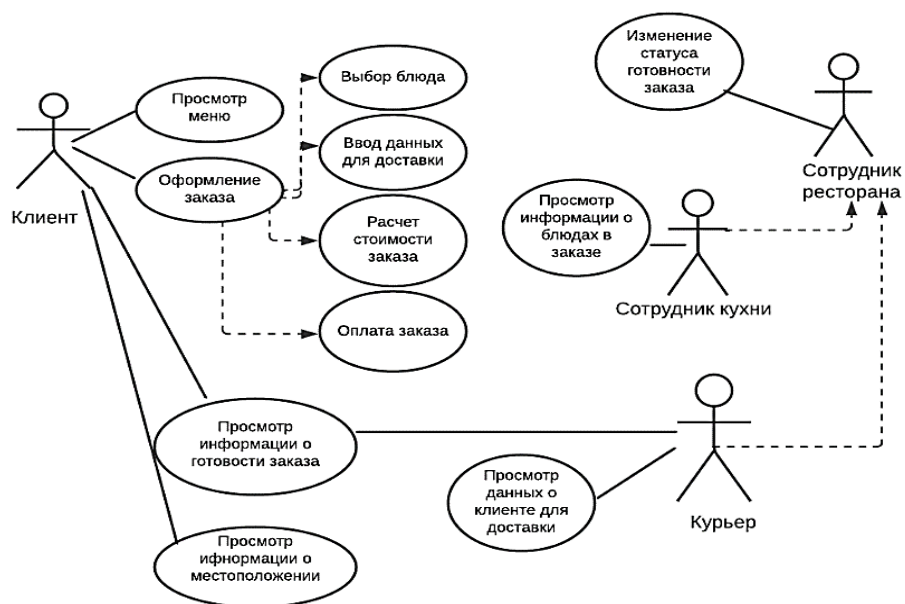 Просмотр
меню
Оформление
заказа
Клиент
Выбор блюда
Ввод данных
для доставки
Расчет
стоимости
заказа
Оплата заказа
Изменение
статуса
готовности
заказа
Сотрудник
ресторана
Просмотр
информации о
блюдах в
заказе
Сотрудник кухни
Просмотр
информации о
готовости заказа
Просмотр
данных о
клиенте для
доставки
Курьер
Просмотр
ифнормации о
местоположении